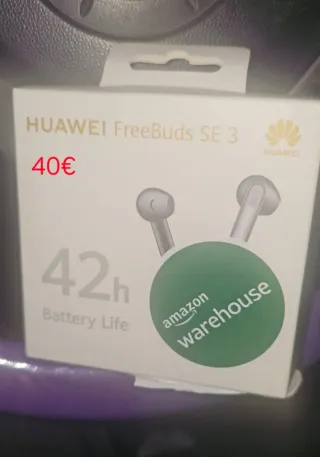 HUAWEI FreeBuds SE 3
HUAWEI
40€
42h
Battery Life
amazon
warehouse